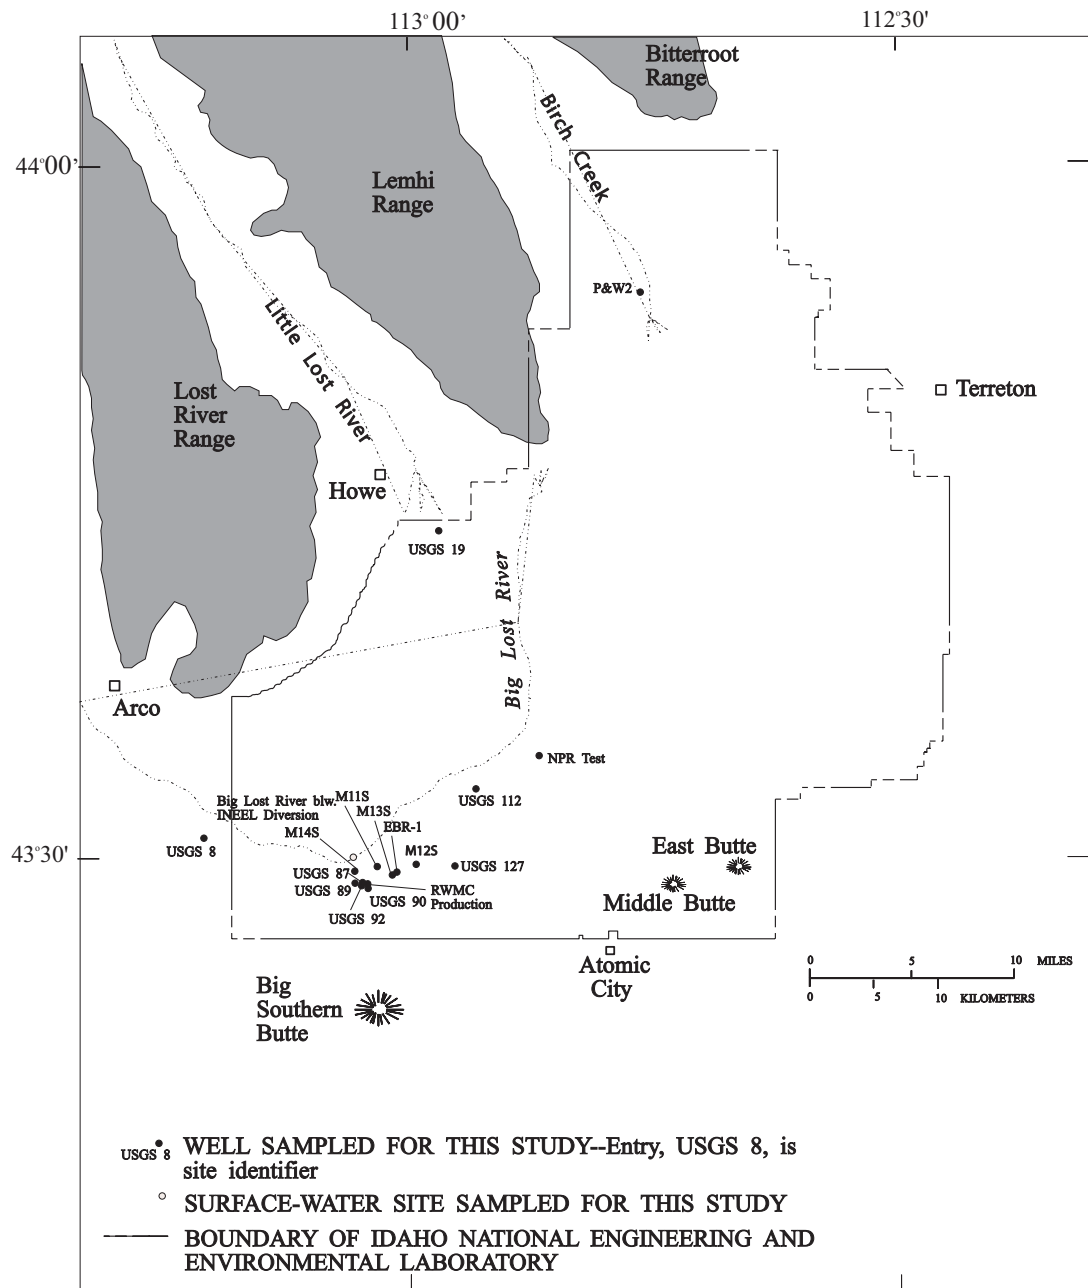 113°00'
112°30'
Bitterroot
Range
Birch Creek
44°00'
Lemhi
Range
P&W2
Little Lost River
Lost
River
Range
Terreton
Howe
USGS 19
Big Lost River
Arco
NPR Test
USGS 112
Big Lost River blw.
INEEL Diversion
M11S
M13S
EBR-1
M14S
M12S
USGS 8
43°30'
USGS 127
USGS 87
USGS 89
USGS 90
RWMC
Production
USGS 92
East Butte
Middle Butte
Atomic
City
0 5 10 MILES
0 5 10 KILOMETERS
Big
Southern
Butte
USGS 8
WELL SAMPLED FOR THIS STUDY--Entry, USGS 8, is
site identifier
SURFACE-WATER SITE SAMPLED FOR THIS STUDY
BOUNDARY OF IDAHO NATIONAL ENGINEERING AND
ENVIRONMENTAL LABORATORY